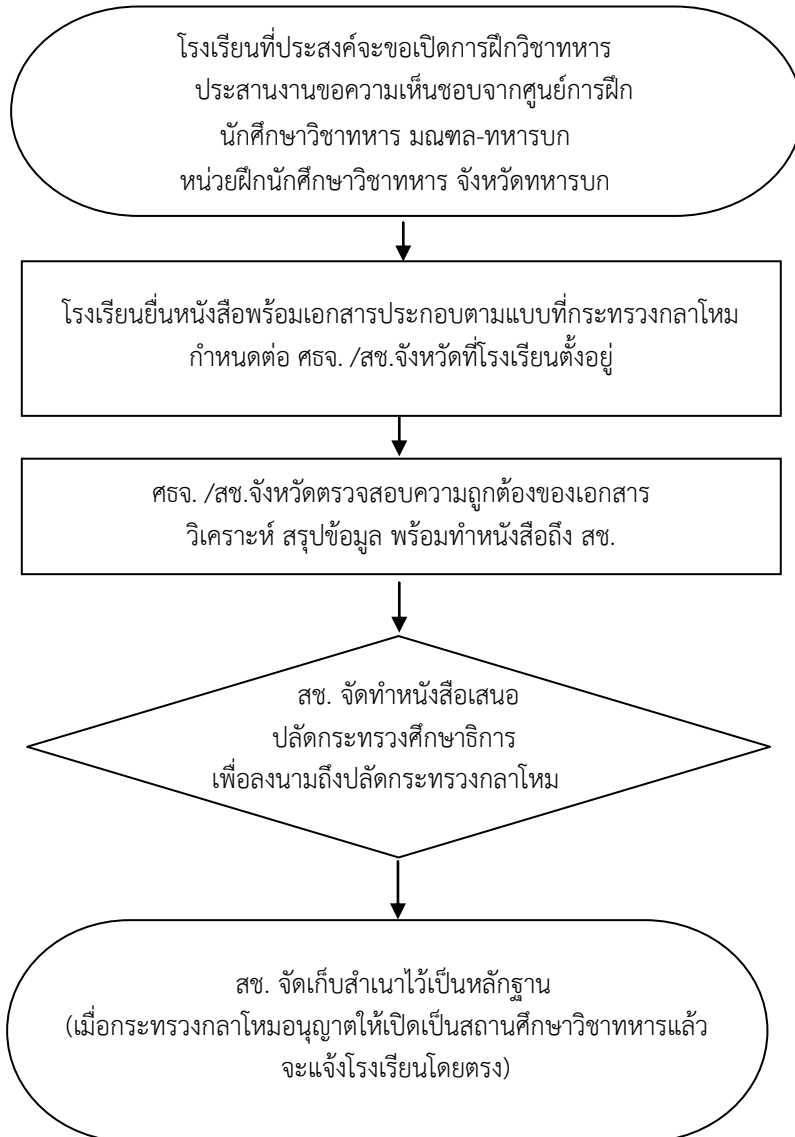 โรงเรียนที่ประสงค์จะขอเปิดการฝึกวิชาทหาร
ประสานงานขอความเห็นชอบจากศูนย์การฝึก
นักศึกษาวิชาทหาร มณฑล-ทหารบก
หน่วยฝึกนักศึกษาวิชาทหาร จังหวัดทหารบก
โรงเรียนยื่นหนังสือพร้อมเอกสารประกอบตามแบบที่กระทรวงกลาโหม
กำหนดต่อ ศธจ. /สช.จังหวัดที่โรงเรียนตั้งอยู่
ศธจ. /สช.จังหวัดตรวจสอบความถูกต้องของเอกสาร
วิเคราะห์ สรุปข้อมูล พร้อมทำหนังสือถึง สช.
สช. จัดทำหนังสือเสนอ
ปลัดกระทรวงศึกษาธิการ
เพื่อลงนามถึงปลัดกระทรวงกลาโหม
สช. จัดเก็บสำเนาไว้เป็นหลักฐาน
(เมื่อกระทรวงกลาโหมอนุญาตให้เปิดเป็นสถานศึกษาวิชาทหารแล้ว
จะแจ้งโรงเรียนโดยตรง)